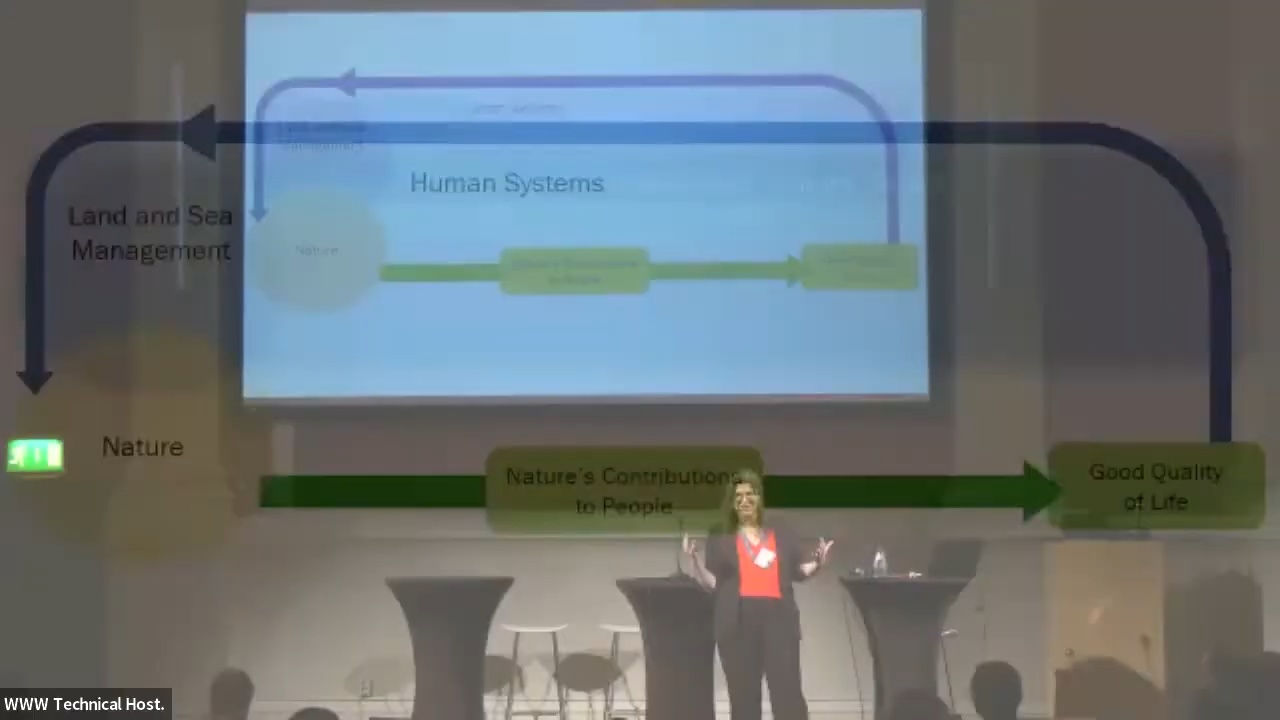 Human Systems
Land and Sea
Management
Nature
Nature
Nature's Contributions
to People
Good Quality
of Life
WWW Technical Host.